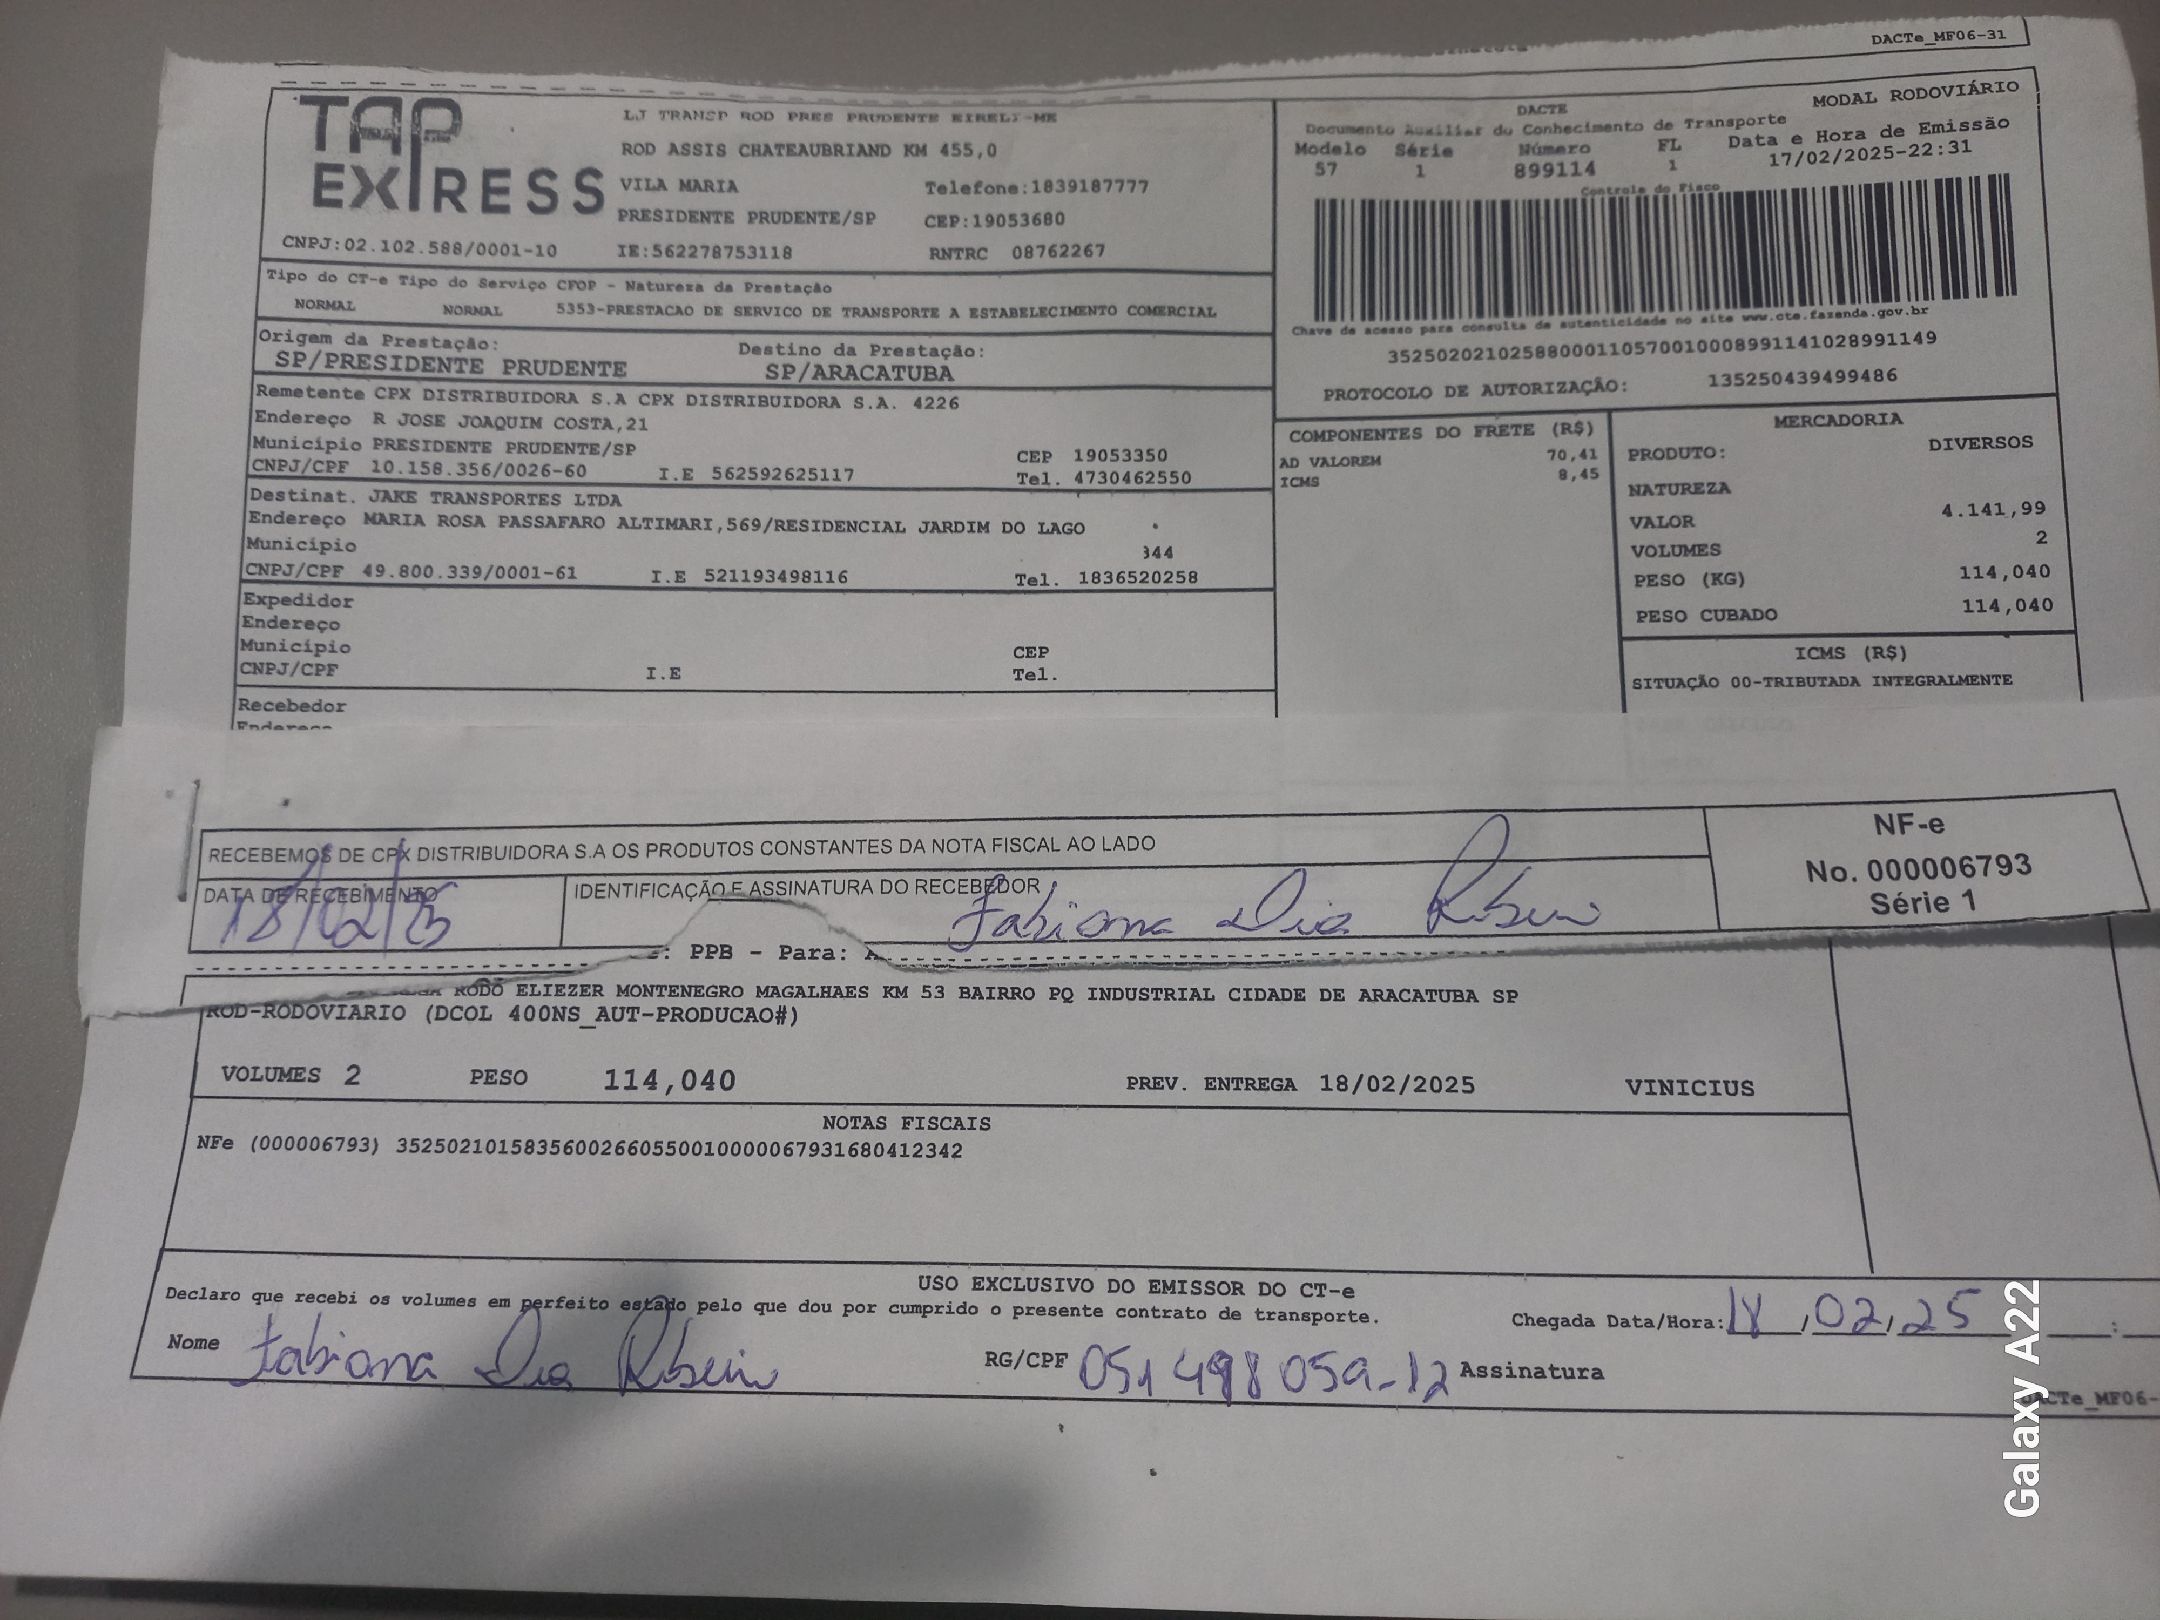 DACTe_MF06-31
TAP EXPRESS
LJ TRANSP ROD PRES PRUDENTE EIRELI-ME
ROD ASSIS CHATEAUBRIAND KM 455,0
VILA MARIA Telefone:1839187777
PRESIDENTE PRUDENTE/SP CEP:19053680
CNPJ:02.102.588/0001-10 IE:562278753118 RNTRC 08762267
DACTE MODAL RODOVIÁRIO
Documento Auxiliar do Conhecimento de Transporte
Modelo Série Número FL Data e Hora de Emissão
57 1 899114 1 17/02/2025-22:31
Controle do Fisco
Chave de acesso para consulta de autenticidade no site www.cte.fazenda.gov.br
35250202102588000110570010008991141028991149
PROTOCOLO DE AUTORIZAÇÃO: 135250439499486
Tipo do CT-e Tipo do Serviço CFOP - Natureza da Prestação
NORMAL NORMAL 5353-PRESTACAO DE SERVICO DE TRANSPORTE A ESTABELECIMENTO COMERCIAL
Origem da Prestação: Destino da Prestação:
SP/PRESIDENTE PRUDENTE SP/ARACATUBA
Remetente CPX DISTRIBUIDORA S.A CPX DISTRIBUIDORA S.A. 4226
Endereço R JOSE JOAQUIM COSTA,21
Município PRESIDENTE PRUDENTE/SP CEP 19053350
CNPJ/CPF 10.158.356/0026-60 I.E 562592625117 Tel. 4730462550
Destinat. JAKE TRANSPORTES LTDA
Endereço MARIA ROSA PASSAFARO ALTIMARI,569/RESIDENCIAL JARDIM DO LAGO
Município 344
CNPJ/CPF 49.800.339/0001-61 I.E 521193498116 Tel. 1836520258
Expedidor
Endereço
Município CEP
CNPJ/CPF I.E Tel.
Recebedor
Endereço
COMPONENTES DO FRETE (R$)
AD VALOREM 70,41
ICMS 8,45
MERCADORIA
PRODUTO: DIVERSOS
NATUREZA
VALOR 4.141,99
VOLUMES 2
PESO (KG) 114,040
PESO CUBADO 114,040
ICMS (R$)
SITUAÇÃO 00-TRIBUTADA INTEGRALMENTE
RECEBEMOS DE CPX DISTRIBUIDORA S.A OS PRODUTOS CONSTANTES DA NOTA FISCAL AO LADO
DATA DE RECEBIMENTO IDENTIFICAÇÃO E ASSINATURA DO RECEBEDOR
18/02/25 Fabiana Dia Ribeiro
NF-e
No. 000006793
Série 1
: PPB - Para: A
RODO ELIEZER MONTENEGRO MAGALHAES KM 53 BAIRRO PQ INDUSTRIAL CIDADE DE ARACATUBA SP
ROD-RODOVIARIO (DCOL 400NS_AUT-PRODUCAO#)
VOLUMES 2 PESO 114,040 PREV. ENTREGA 18/02/2025 VINICIUS
NOTAS FISCAIS
NFe (000006793) 35250210158356002660550010000067931680412342
USO EXCLUSIVO DO EMISSOR DO CT-e
Declaro que recebi os volumes em perfeito estado pelo que dou por cumprido o presente contrato de transporte.
Chegada Data/Hora: 18,02,25 :
Nome Fabiana Dia Ribeiro RG/CPF 051 498 059-12 Assinatura
DACTe_MF06-
Galaxy A22